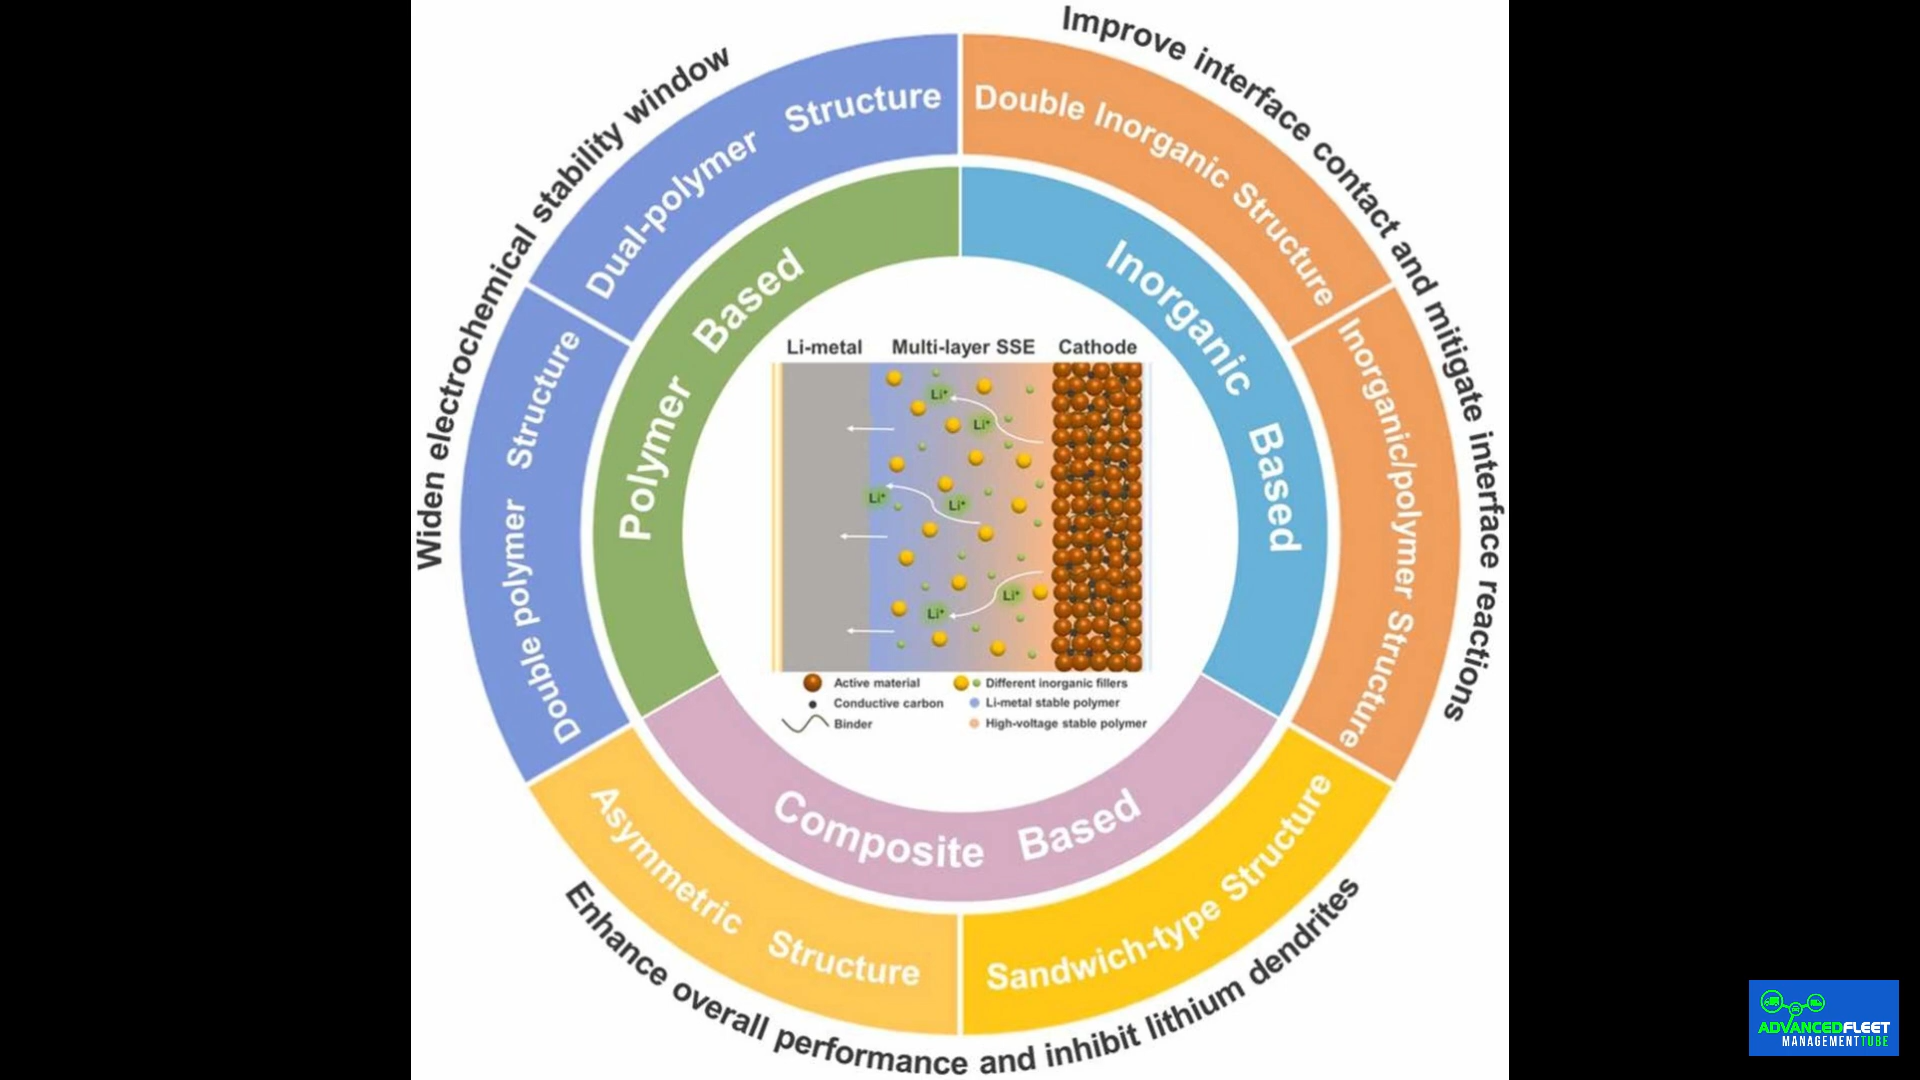 Improve interface contact and mitigate interface reactions
Widen electrochemical stability window
Dual-polymer Structure
Double Inorganic Structure
Polymer Based
Inorganic Based
Double polymer Structure
Inorganic/polymer Structure
Li-metal Multi-layer SSE Cathode
Li⁺
Li⁺
Li⁺
Li⁺
Li⁺
Li⁺
Active material
Different inorganic fillers
Conductive carbon
Li-metal stable polymer
Binder
High-voltage stable polymer
Composite Based
Asymmetric Structure
Sandwich-type Structure
Enhance overall performance and inhibit lithium dendrites
ADVANCEDFLEET
MANAGEMENTTUBE